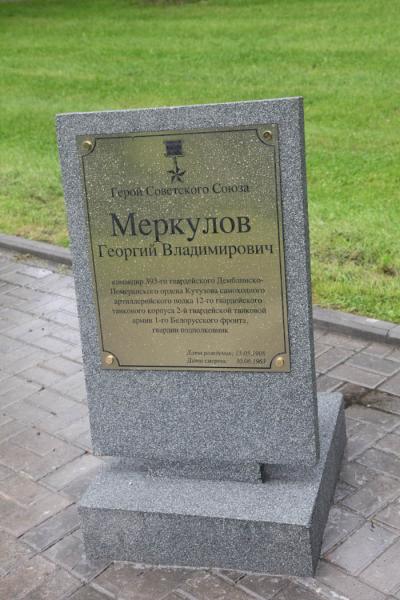 Герой Советского Союза
Меркулов
Георгий Владимирович
командир 393-го гвардейского Демблинско-
Померанского ордена Кутузова самоходного
артиллерийского полка 12-го гвардейского
танкового корпуса 2-й гвардейской танковой
армии 1-го Белорусского фронта,
гвардии подполковник
Дата рождения: 13.05.1905
Дата смерти: 30.06.1963